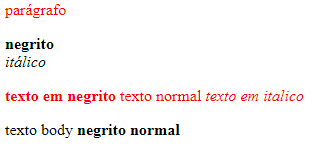 parágrafo
negrito
itálico
texto em negrito texto normal texto em italico
texto body negrito normal